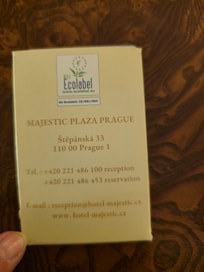 Ecolabel
MAJESTIC PLAZA PRAGUE
Štěpánská 33
110 00 Prague 1
Tel.: +420 221 486 100 reception
+420 221 486 453 reservation
E-mail: reception@hotel-majestic.cz
www.hotel-majestic.cz